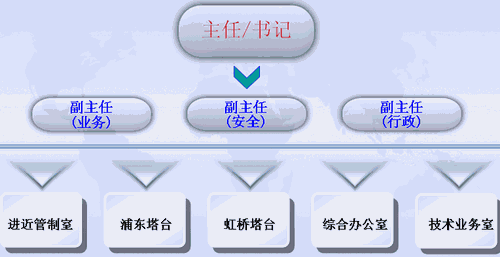 主任/书记
副主任
(业务)
副主任
(安全)
副主任
(行政)
进近管制室
浦东塔台
虹桥塔台
综合办公室
技术业务室